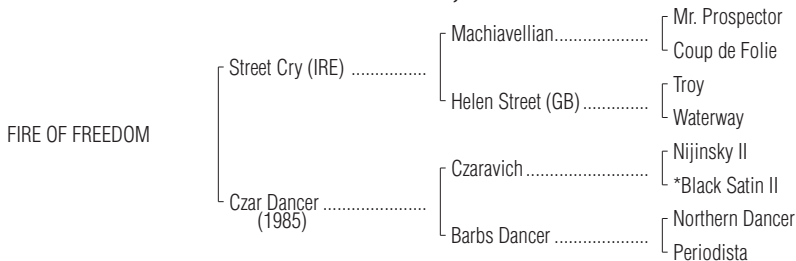 Mr. Prospector
Machiavellian....................
Coup de Folie
Street Cry (IRE) ................
Troy
Helen Street (GB)..............
Waterway
FIRE OF FREEDOM
Nijinsky II
Czaravich..........................
*Black Satin II
Czar Dancer ......................
(1985)
Northern Dancer
Barbs Dancer ....................
Periodista